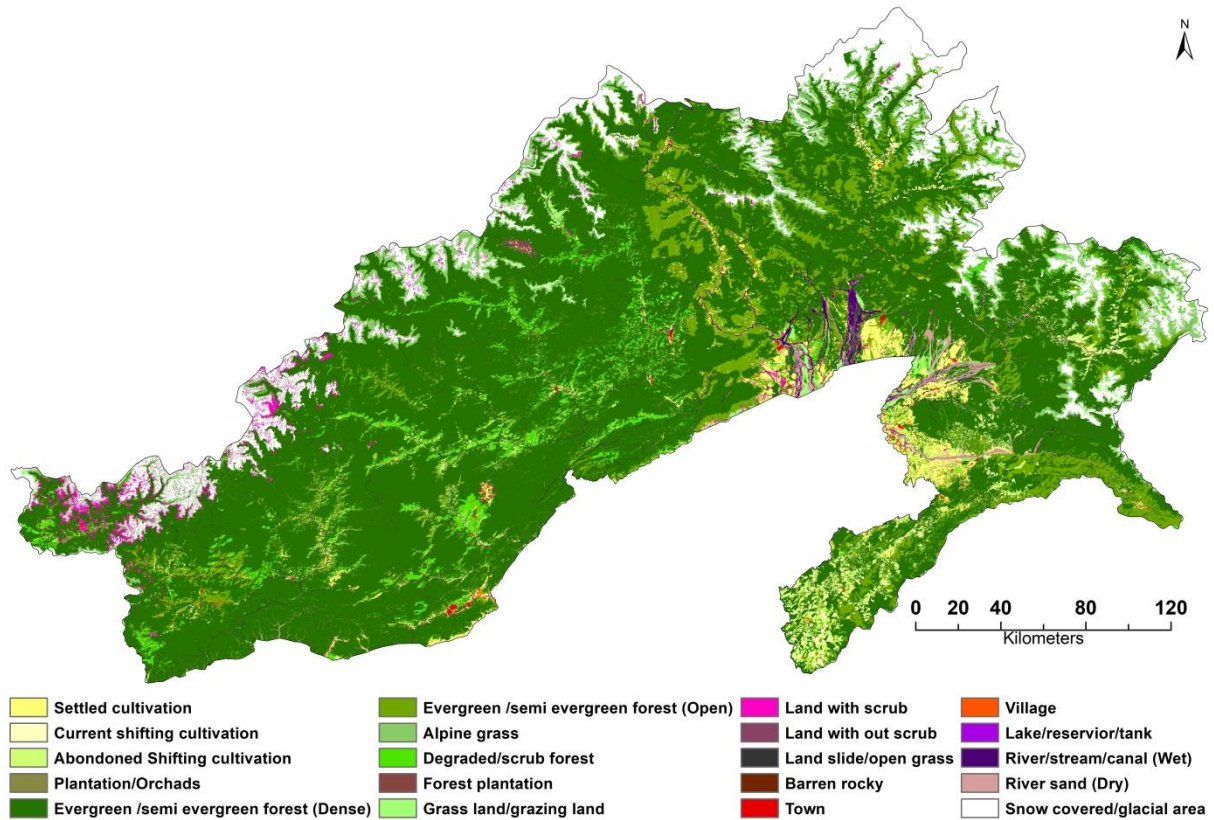 N
0 20 40 80 120
Kilometers
Settled cultivation
Current shifting cultivation
Abondoned Shifting cultivation
Plantation/Orchads
Evergreen /semi evergreen forest (Dense)
Evergreen /semi evergreen forest (Open)
Alpine grass
Degraded/scrub forest
Forest plantation
Grass land/grazing land
Land with scrub
Land with out scrub
Land slide/open grass
Barren rocky
Town
Village
Lake/reservior/tank
River/stream/canal (Wet)
River sand (Dry)
Snow covered/glacial area